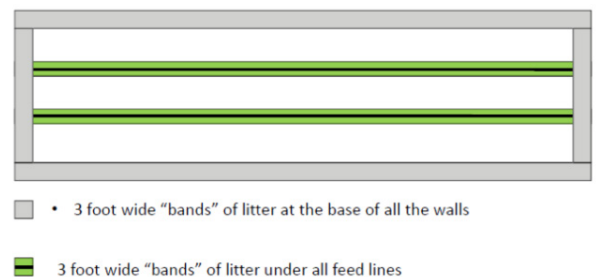 • 3 foot wide “bands” of litter at the base of all the walls
3 foot wide “bands” of litter under all feed lines